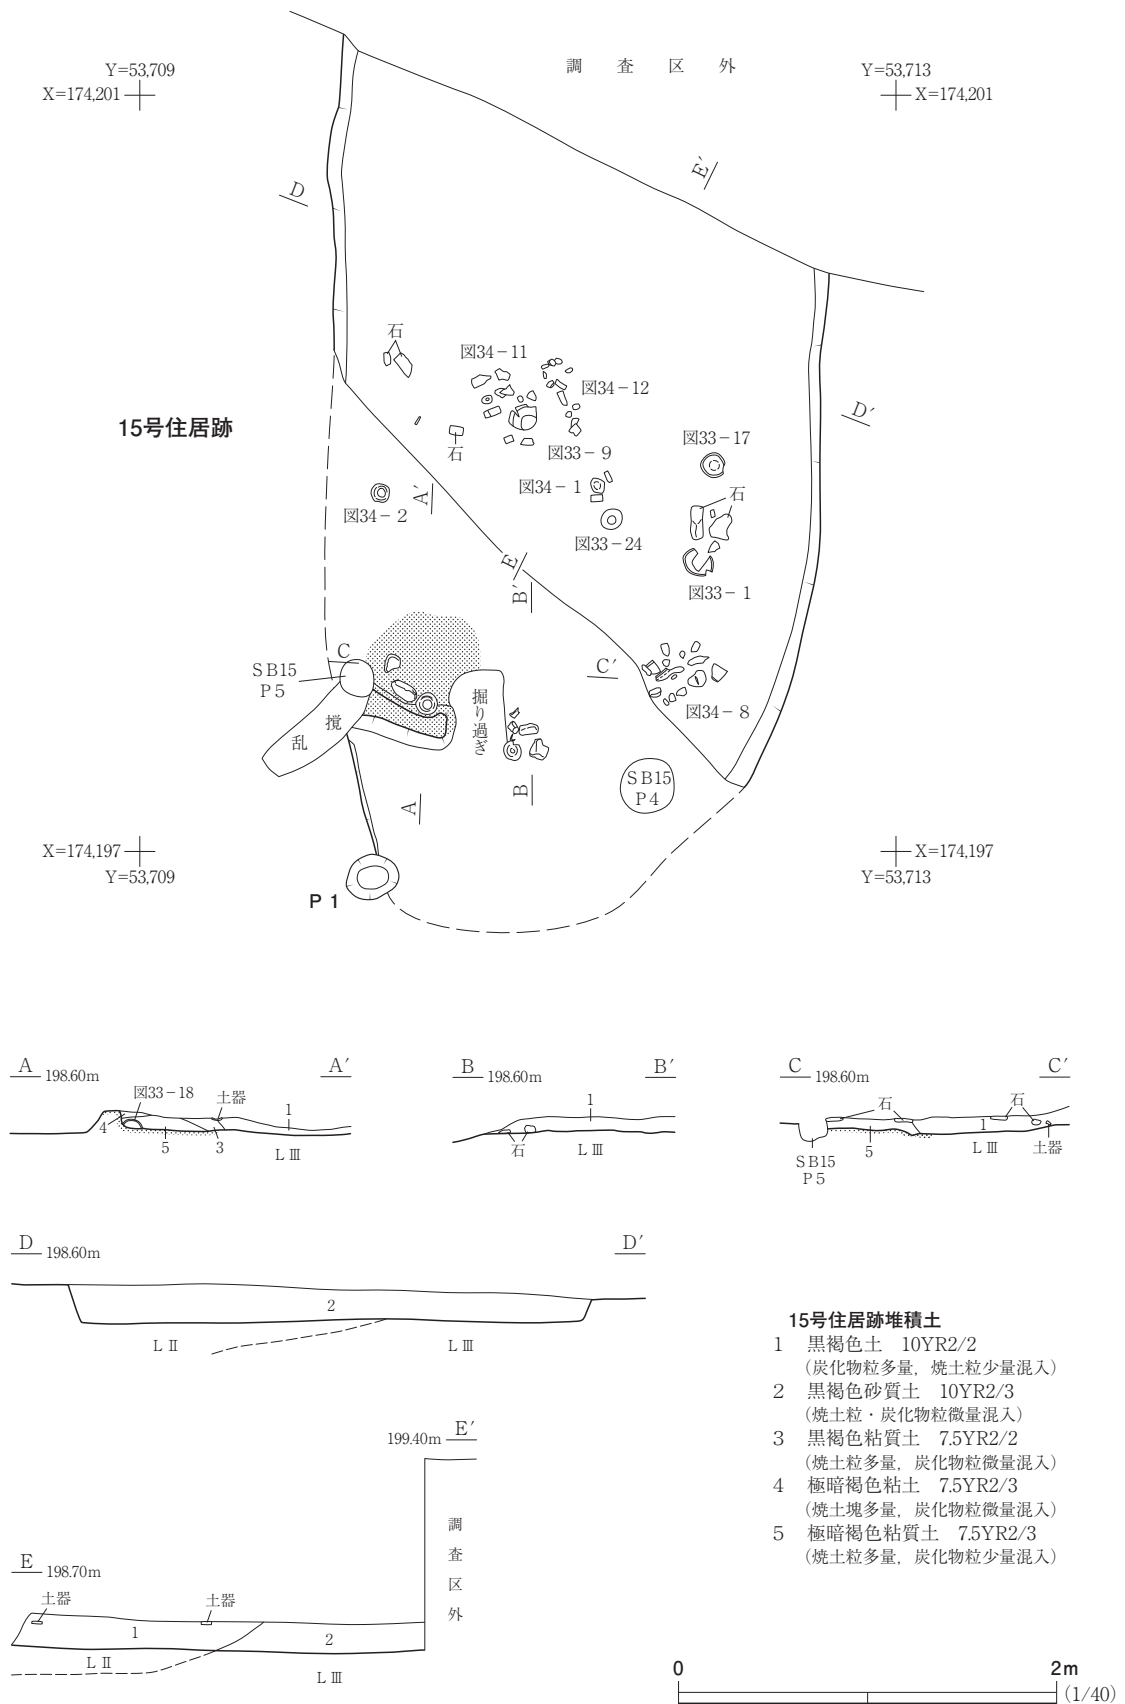 調査区外
Y=53,709
X=174,201
Y=53,713
X=174,201
E′
D
石
図34－11
図34－12
D′
15号住居跡
図33－17
石
図33－9
図34－1
A′
石
図34－2
図33－24
E
B′
図33－1
C
C′
SB15
P5
掘り過ぎ
図34－8
撹乱
SB15
P4
A
B
X=174,197
Y=53,709
X=174,197
Y=53,713
P1
A 198.60m A′
図33－18
土器
1
4
5
3
LⅢ
B 198.60m B′
1
石
LⅢ
C 198.60m C′
石
石
1
SB15
P5
5
LⅢ
土器
D 198.60m D′
2
LⅡ
LⅢ
199.40m E′
調査区外
E 198.70m
土器
土器
1
2
LⅡ
LⅢ
15号住居跡堆積土
1 黒褐色土 10YR2/2
（炭化物粒多量，焼土粒少量混入）
2 黒褐色砂質土 10YR2/3
（焼土粒・炭化物粒微量混入）
3 黒褐色粘質土 7.5YR2/2
（焼土粒多量，炭化物粒微量混入）
4 極暗褐色粘土 7.5YR2/3
（焼土塊多量，炭化物粒微量混入）
5 極暗褐色粘質土 7.5YR2/3
（焼土粒多量，炭化物粒少量混入）
0 2m
(1/40)